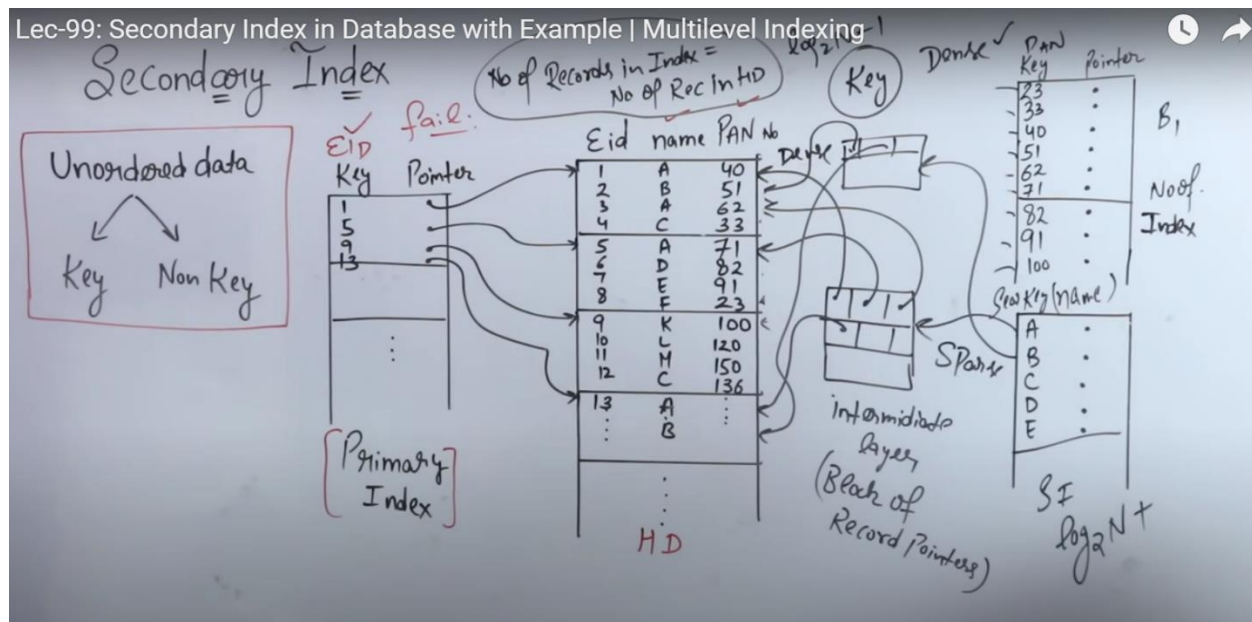 Lec-99: Secondary Index in Database with Example | Multilevel Indexing
Secondary Index
Unordered data
Key Non Key
EID fail.
Key Pointer
1
5
9
13
[Primary
Index]
No of Records in Index =
No of Rec in HD
Eid name PAN No
1 A 40
2 B 51
3 A 62
4 C 33
5 A 71
6 D 82
7 E 91
8 F 23
9 K 100
10 L 120
11 M 150
12 C 136
13 A
B
HD
Key
Dense
Dense
intermidiate
layer
(Block of
Record Pointers)
Sparse
PAN
Key Pointer
23
33
40
51
62
71
82
91
100
B1
No of.
Index
Key (name)
A
B
C
D
E
SI
log2N +